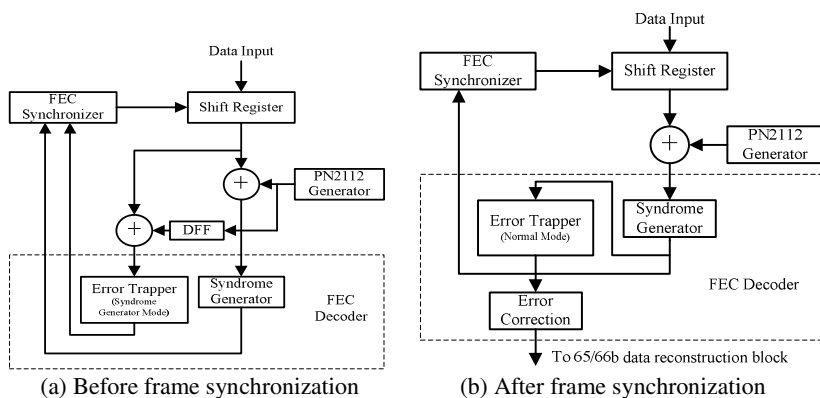 Data Input
FEC
Synchronizer
Shift Register
PN2112
Generator
+
+
DFF
Error Trapper
(Syndrome
Generator Mode)
Syndrome
Generator
FEC
Decoder
(a) Before frame synchronization
Data Input
FEC
Synchronizer
Shift Register
+
PN2112
Generator
Error Trapper
(Normal Mode)
Syndrome
Generator
FEC Decoder
Error
Correction
To 65/66b data reconstruction block
(b) After frame synchronization